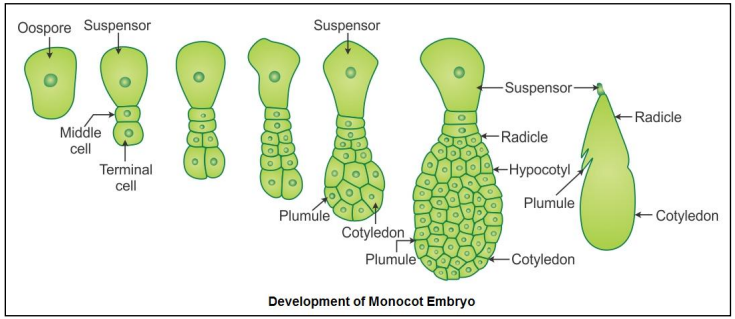 Oospore
Suspensor
Middle
cell
Terminal
cell
Suspensor
Plumule
Cotyledon
Suspensor
Radicle
Hypocotyl
Plumule
Cotyledon
Radicle
Plumule
Cotyledon
Development of Monocot Embryo